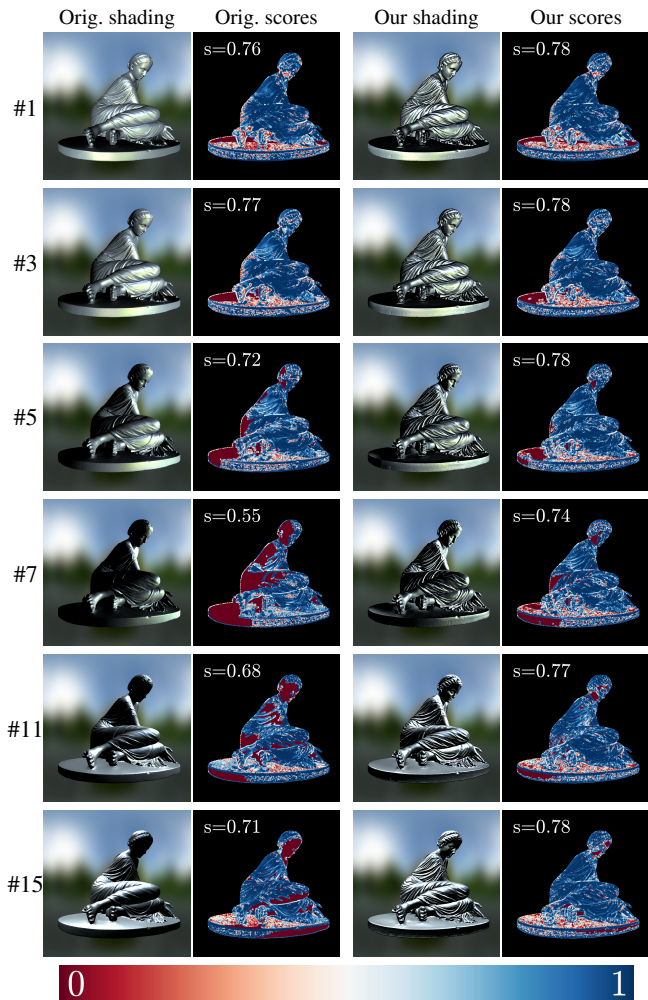 Orig. shading Orig. scores Our shading Our scores
#1 s=0.76 s=0.78
#3 s=0.77 s=0.78
#5 s=0.72 s=0.78
#7 s=0.55 s=0.74
#11 s=0.68 s=0.77
#15 s=0.71 s=0.78
0 1